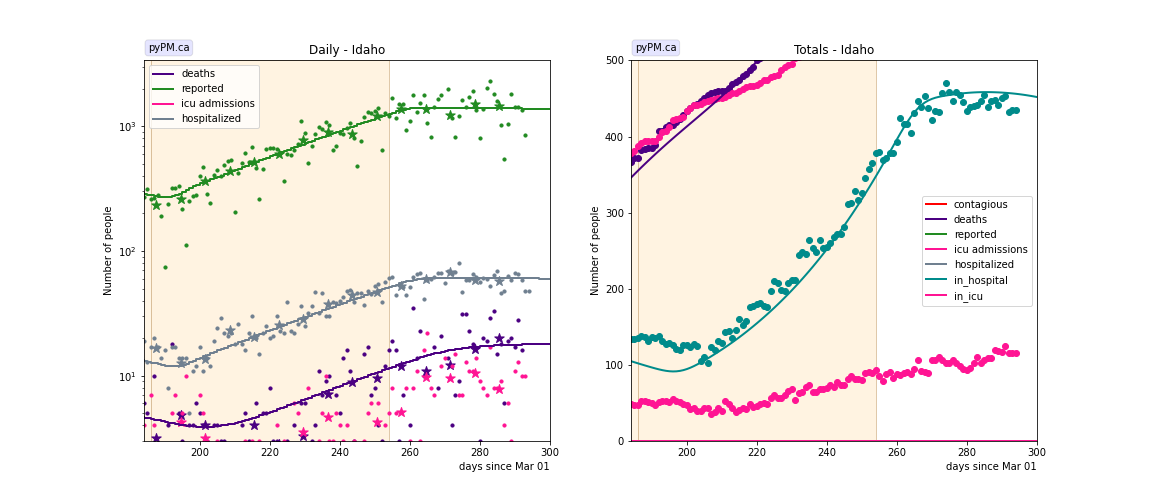 pyPM.ca
Daily - Idaho
deaths
reported
icu admissions
hospitalized
Number of people
10³
10²
10¹
200
220
240
260
280
300
days since Mar 01
pyPM.ca
Totals - Idaho
Number of people
500
400
300
200
100
0
contagious
deaths
reported
icu admissions
hospitalized
in_hospital
in_icu
200
220
240
260
280
300
days since Mar 01